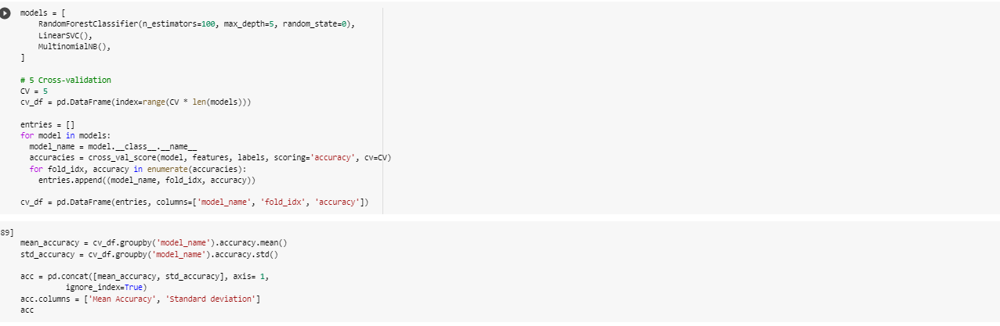 models = [
    RandomForestClassifier(n_estimators=100, max_depth=5, random_state=0),
    LinearSVC(),
    MultinomialNB(),
]

# 5 Cross-validation
CV = 5
cv_df = pd.DataFrame(index=range(CV * len(models)))

entries = []
for model in models:
  model_name = model.__class__.__name__
  accuracies = cross_val_score(model, features, labels, scoring='accuracy', cv=CV)
  for fold_idx, accuracy in enumerate(accuracies):
    entries.append((model_name, fold_idx, accuracy))

cv_df = pd.DataFrame(entries, columns=['model_name', 'fold_idx', 'accuracy'])

89]
mean_accuracy = cv_df.groupby('model_name').accuracy.mean()
std_accuracy = cv_df.groupby('model_name').accuracy.std()

acc = pd.concat([mean_accuracy, std_accuracy], axis= 1,
          ignore_index=True)
acc.columns = ['Mean Accuracy', 'Standard deviation']
acc